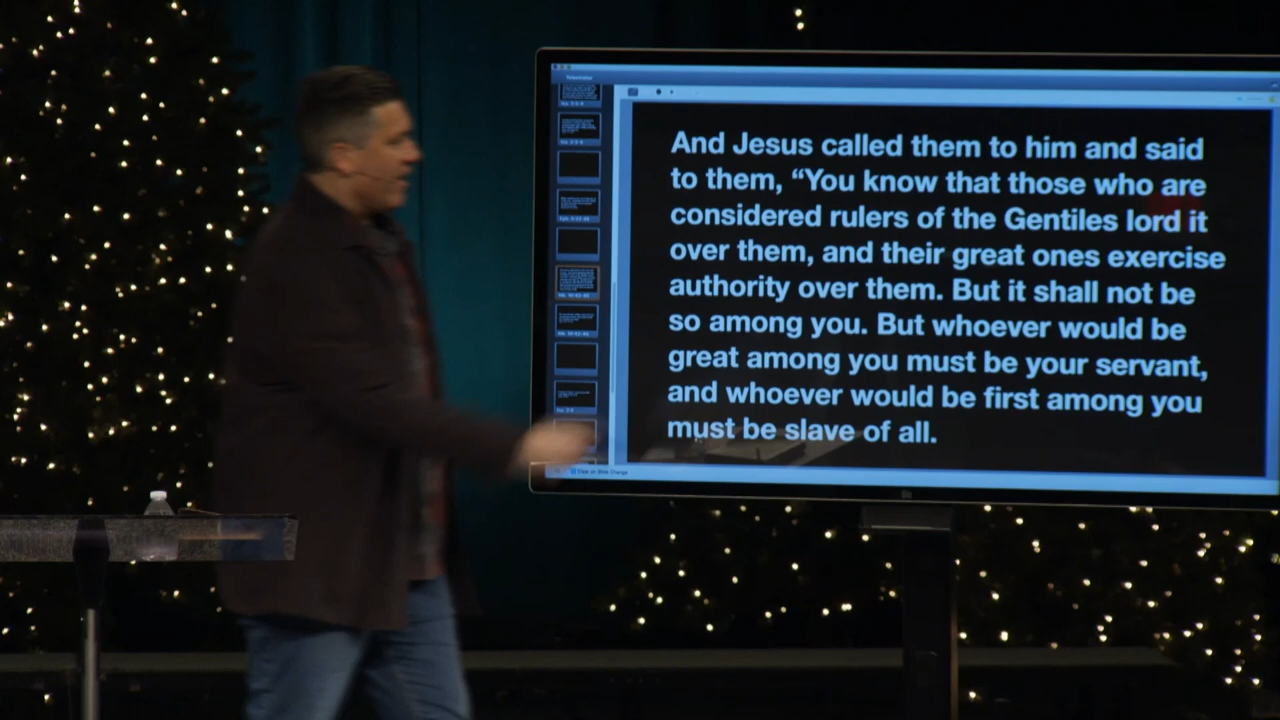 And Jesus called them to him and said
to them, “You know that those who are
considered rulers of the Gentiles lord it
over them, and their great ones exercise
authority over them. But it shall not be
so among you. But whoever would be
great among you must be your servant,
and whoever would be first among you
must be slave of all.